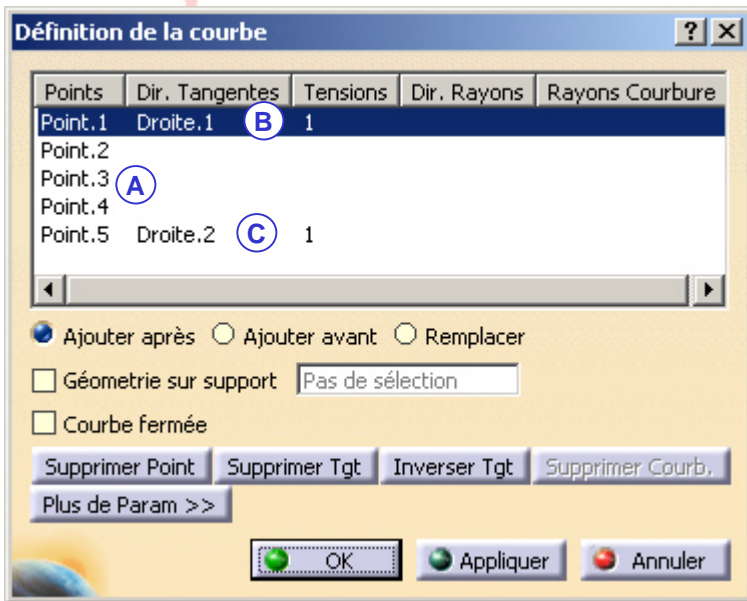 Définition de la courbe
Points Dir. Tangentes Tensions Dir. Rayons Rayons Courbure
Point.1 Droite.1 B 1
Point.2
Point.3 A
Point.4
Point.5 Droite.2 C 1
Ajouter après Ajouter avant Remplacer
Géometrie sur support Pas de sélection
Courbe fermée
Supprimer Point Supprimer Tgt Inverser Tgt Supprimer Courb.
Plus de Param >>
OK Appliquer Annuler